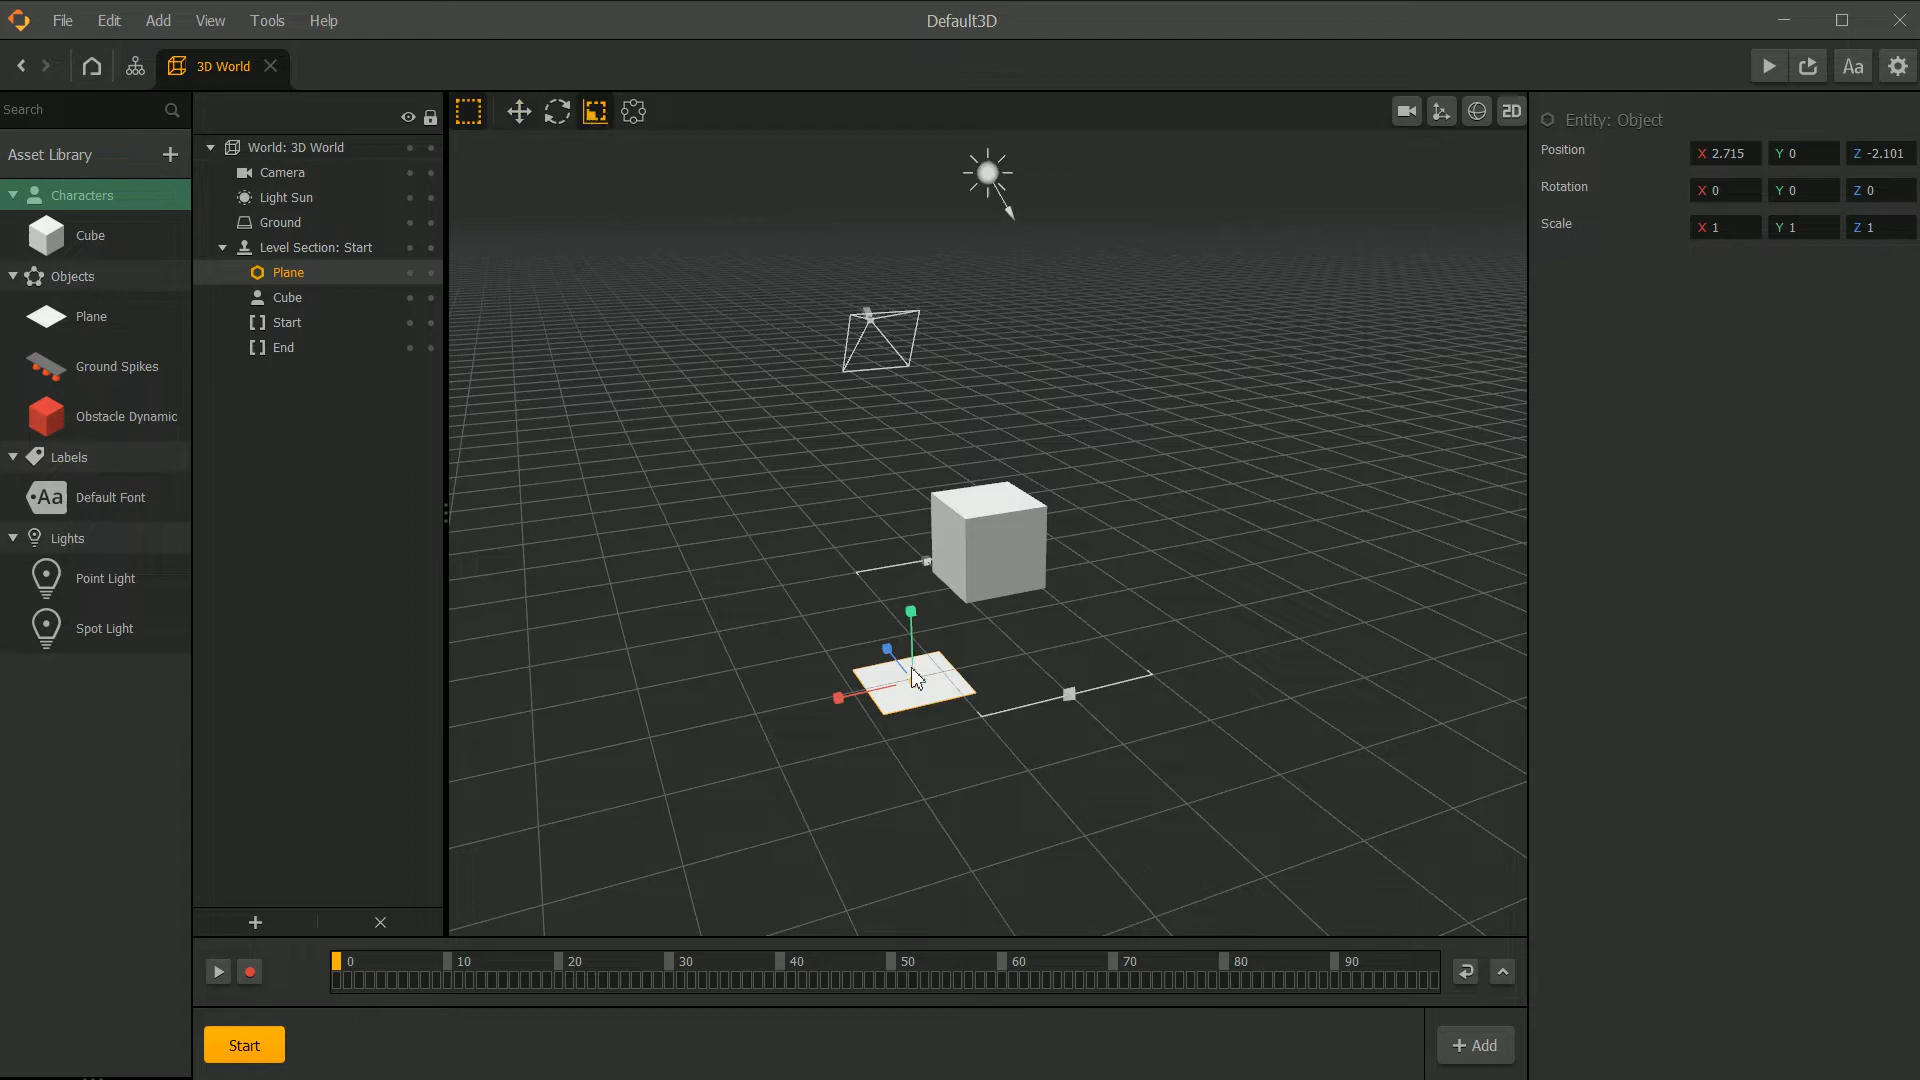 File Edit Add View Tools Help
Default3D
3D World
Aa
Search
2D
Asset Library
Characters
Cube
Objects
Plane
Ground Spikes
Obstacle Dynamic
Labels
Aa Default Font
Lights
Point Light
Spot Light
World: 3D World
Camera
Light Sun
Ground
Level Section: Start
Plane
Cube
Start
End
Entity: Object
Position X 2.715 Y 0 Z -2.101
Rotation X 0 Y 0 Z 0
Scale X 1 Y 1 Z 1
0 10 20 30 40 50 60 70 80 90
Start
+ Add